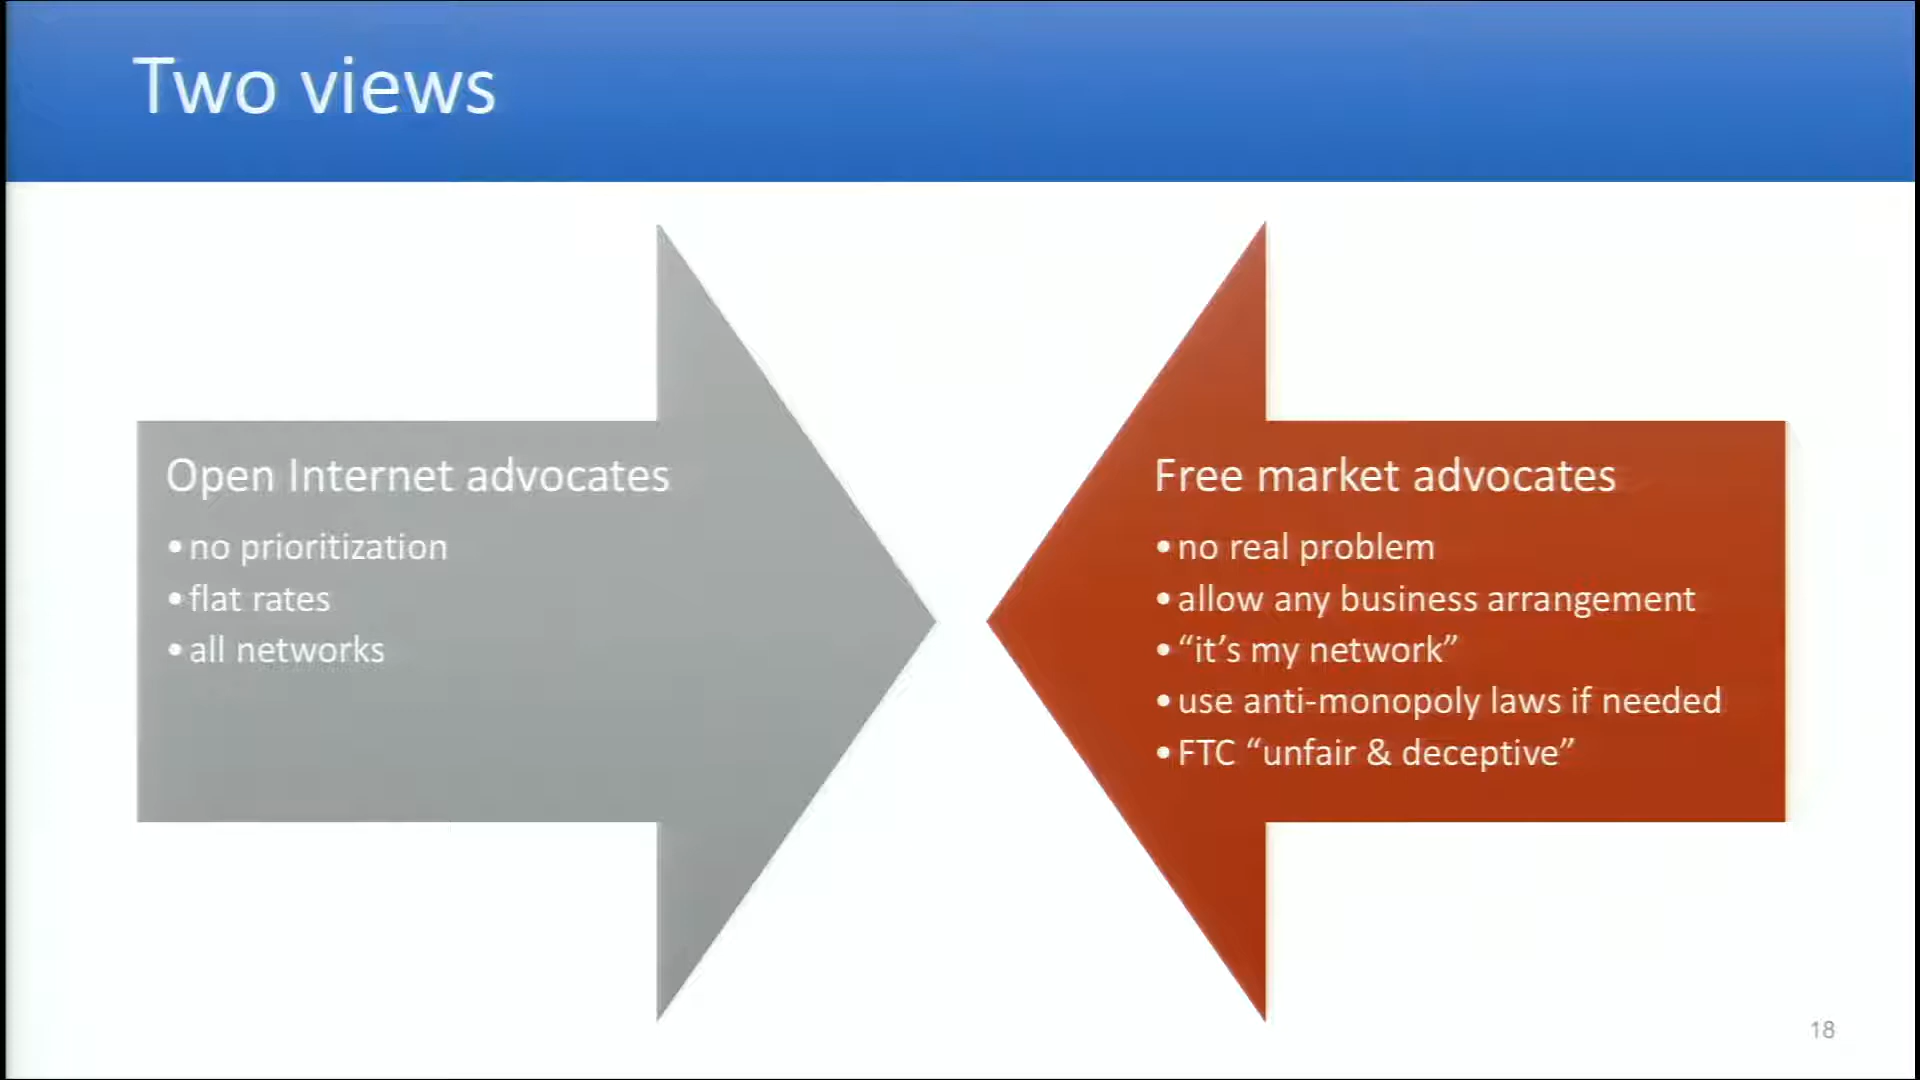 Two views
Open Internet advocates
•no prioritization
•flat rates
•all networks
Free market advocates
•no real problem
•allow any business arrangement
•“it’s my network”
•use anti-monopoly laws if needed
•FTC “unfair & deceptive”
18